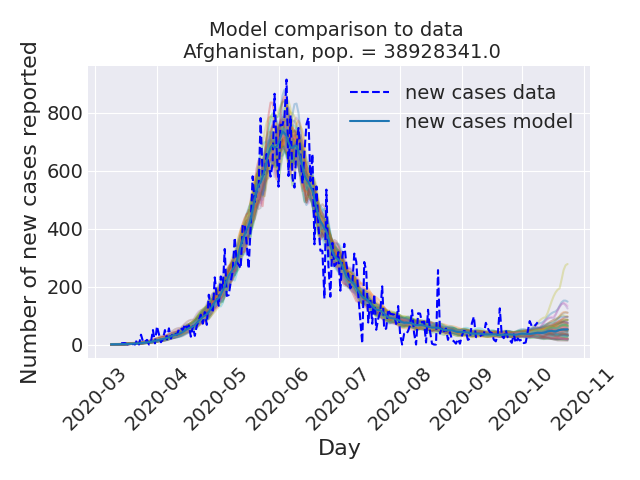 Model comparison to data
Afghanistan, pop. = 38928341.0
Number of new cases reported
800
600
400
200
0
new cases data
new cases model
2020-03
2020-04
2020-05
2020-06
2020-07
2020-08
2020-09
2020-10
2020-11
Day